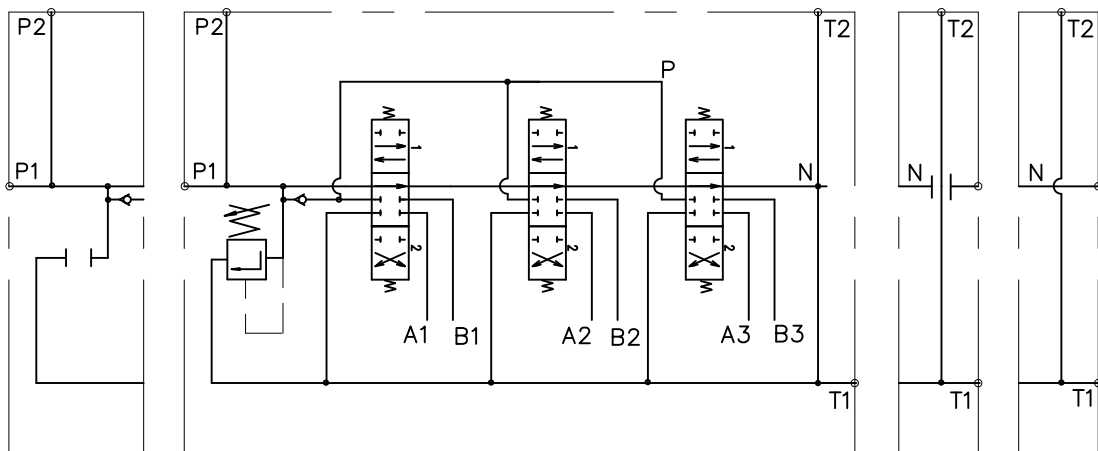 P2 P2 T2 T2 T2
P
P1 P1 N N N
1 1 1
2 2 2
A1 B1 A2 B2 A3 B3
T1 T1 T1